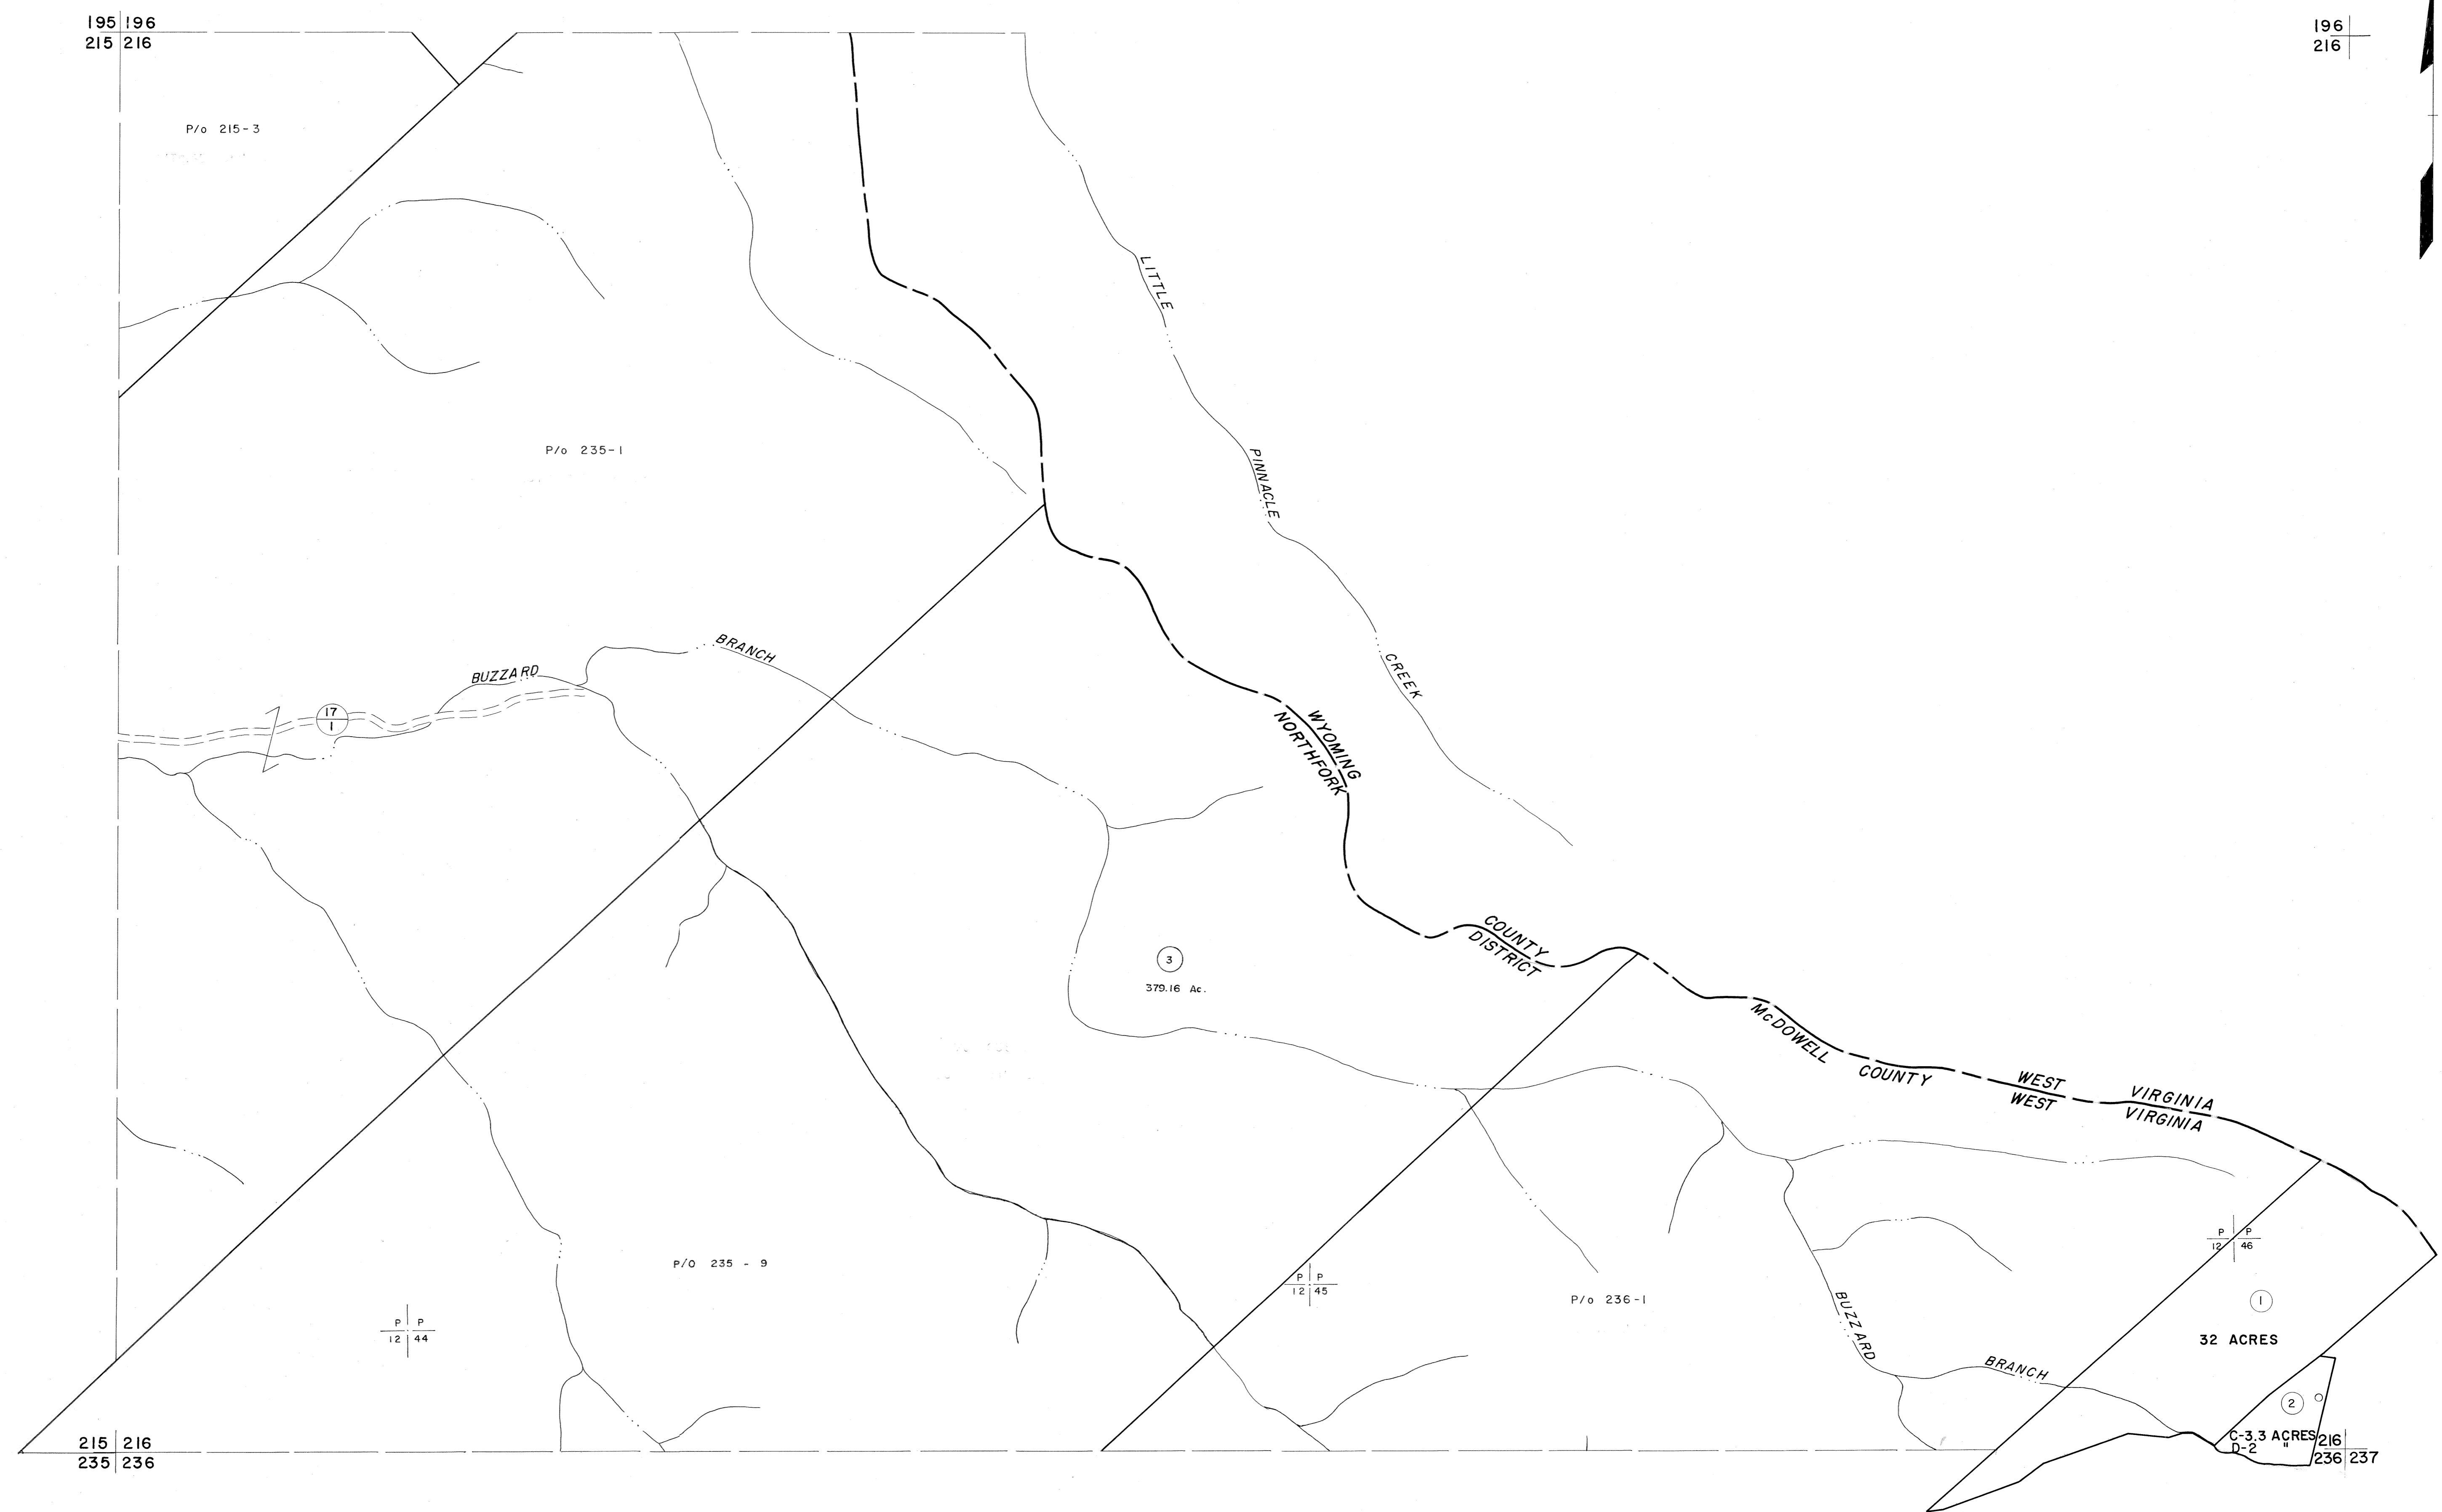 195 196
215 216
196
216
P/o 215-3
LITTLE
P/o 235-1
PINNACLE
BUZZARD
BRANCH
CREEK
17
1
WYOMING
NORTHFORK
COUNTY
DISTRICT
3
379.16 Ac.
McDOWELL
COUNTY
WEST
WEST
VIRGINIA
VIRGINIA
P P
12 46
P/O 235 - 9
P P
12 45
P/o 236-1
1
BUZZARD
P P
12 44
32 ACRES
BRANCH
2
C-3.3 ACRES
D-2 "
215 216
235 236
216
236 237